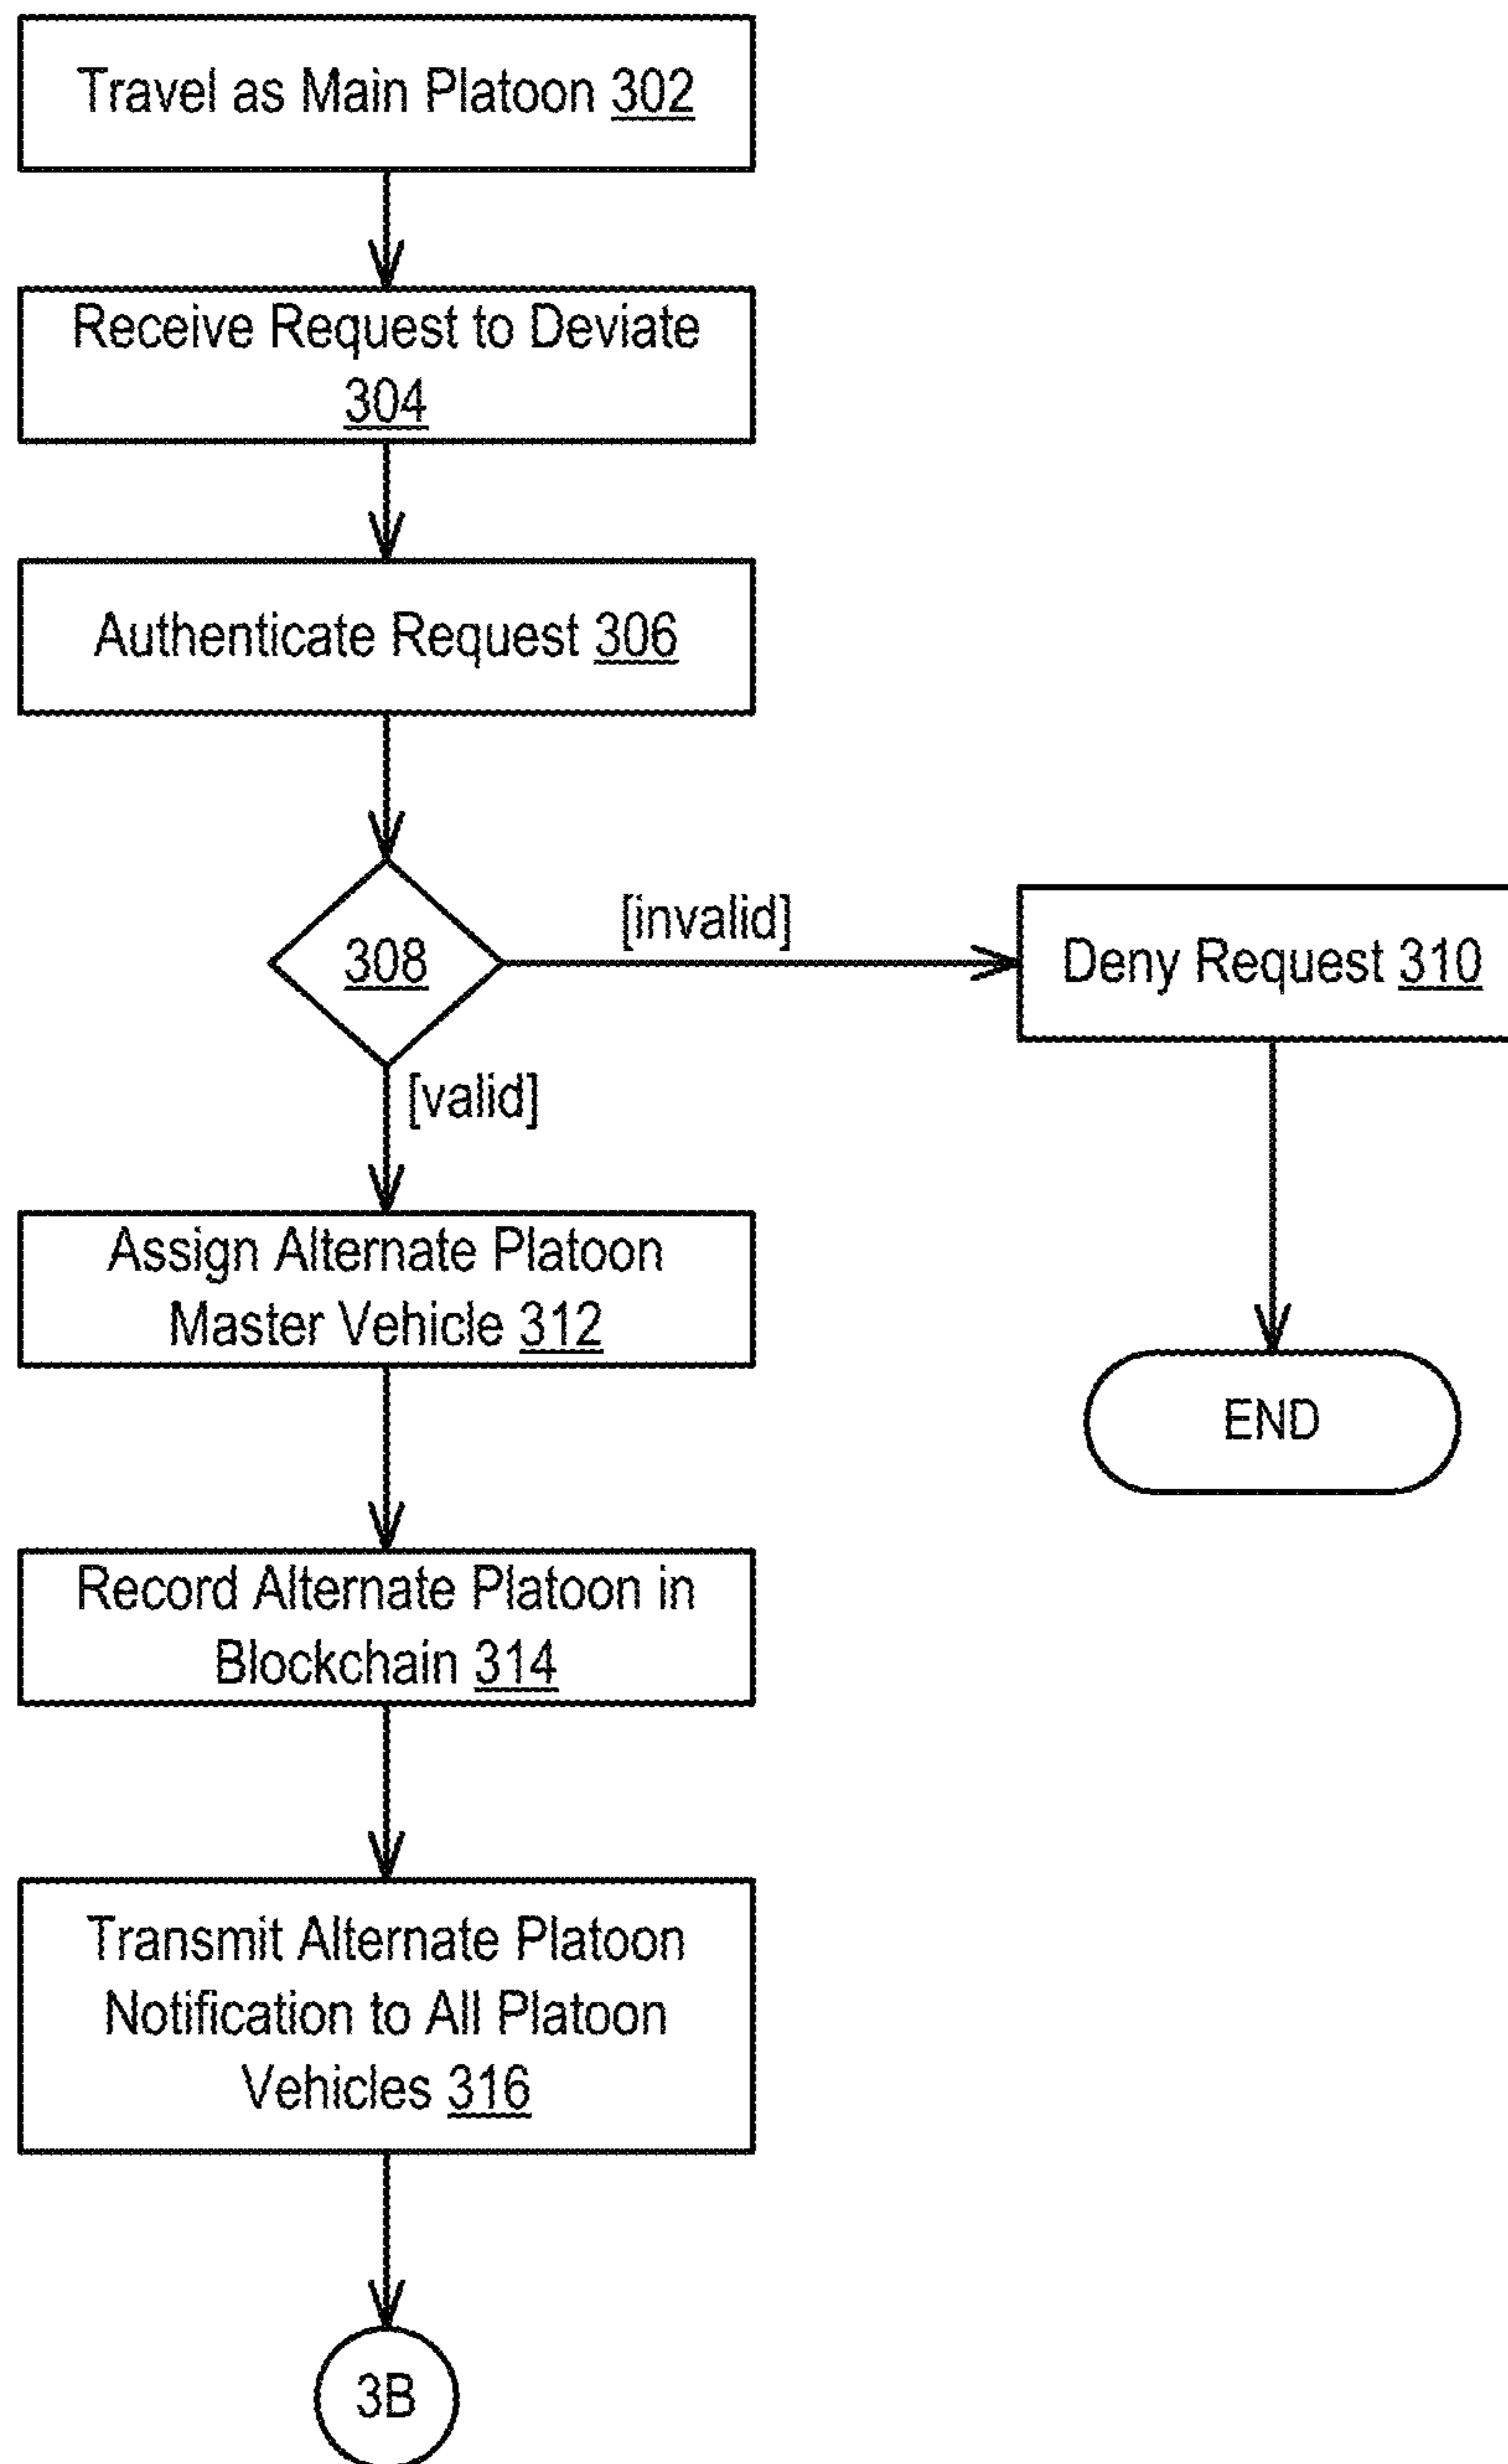 Travel as Main Platoon 302
Receive Request to Deviate
304
Authenticate Request 306
308
[invalid]
Deny Request 310
[valid]
END
Assign Alternate Platoon
Master Vehicle 312
Record Alternate Platoon in
Blockchain 314
Transmit Alternate Platoon
Notification to All Platoon
Vehicles 316
3B